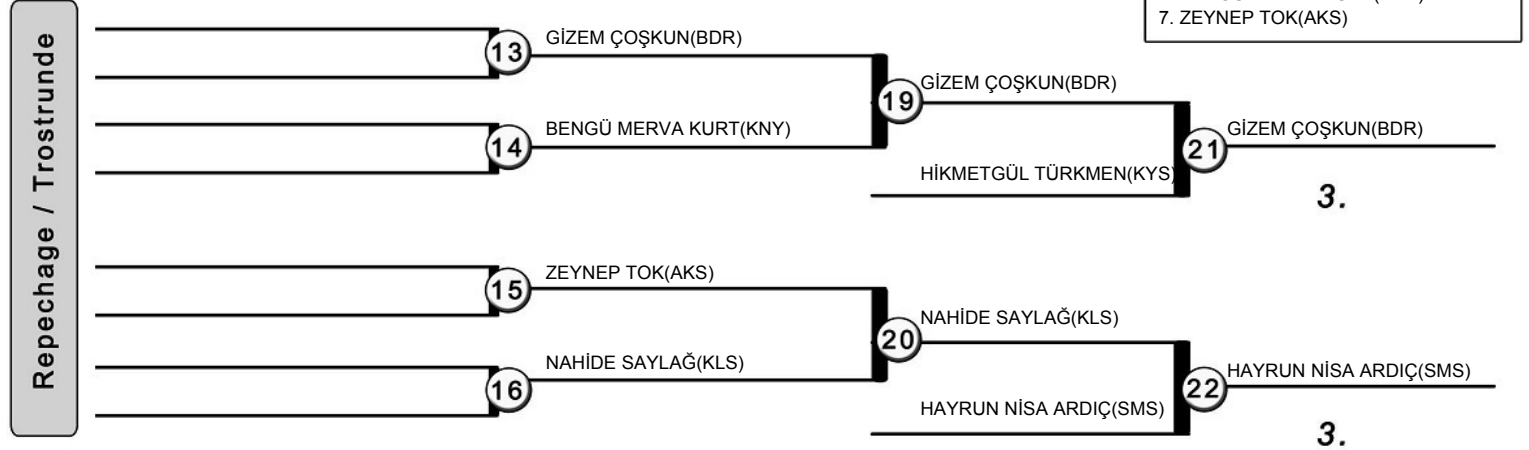 7. ZEYNEP TOK(AKS)
Repechage / Trostrunde
13
GİZEM ÇOŞKUN(BDR)
19
GİZEM ÇOŞKUN(BDR)
14
BENGÜ MERVA KURT(KNY)
21
GİZEM ÇOŞKUN(BDR)
HİKMETGÜL TÜRKMEN(KYS)
3.
15
ZEYNEP TOK(AKS)
20
NAHİDE SAYLAĞ(KLS)
16
NAHİDE SAYLAĞ(KLS)
22
HAYRUN NİSA ARDIÇ(SMS)
HAYRUN NİSA ARDIÇ(SMS)
3.